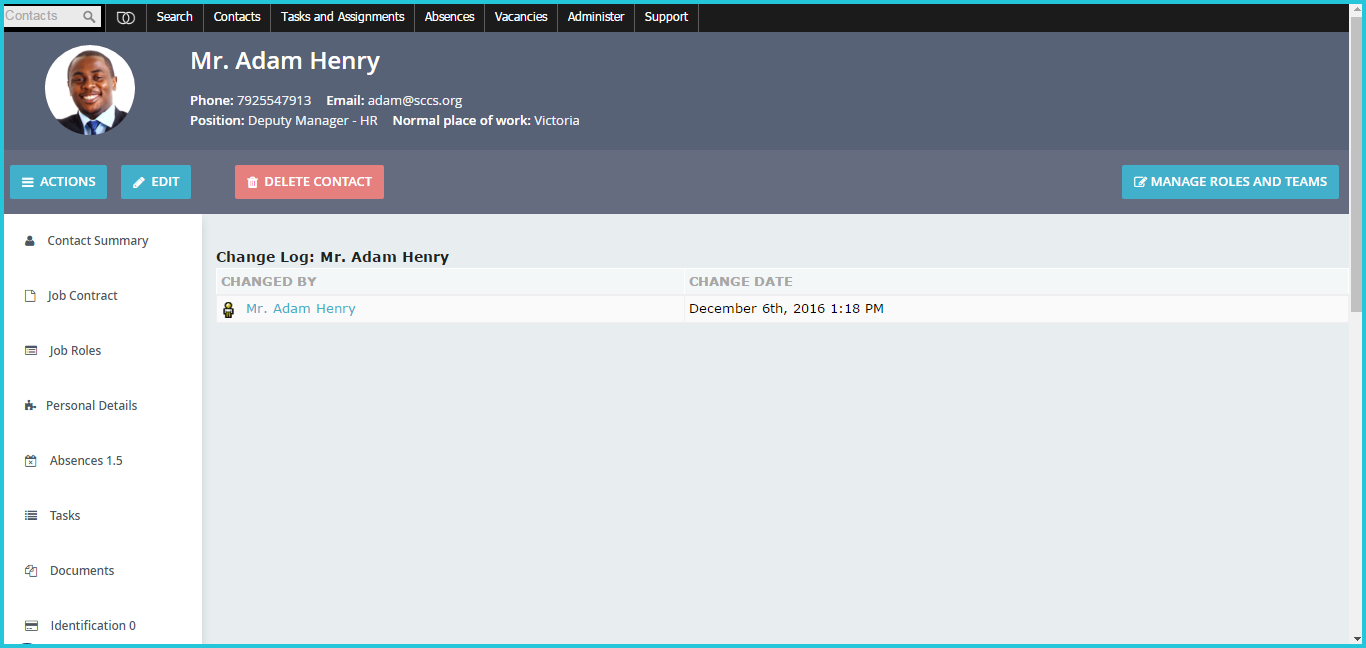 Contacts Search Contacts Tasks and Assignments Absences Vacancies Administer Support
Mr. Adam Henry
Phone: 7925547913 Email: adam@sccs.org
Position: Deputy Manager - HR Normal place of work: Victoria
ACTIONS EDIT DELETE CONTACT MANAGE ROLES AND TEAMS
Contact Summary
Job Contract
Job Roles
Personal Details
Absences 1.5
Tasks
Documents
Identification 0
Change Log: Mr. Adam Henry
CHANGED BY CHANGE DATE
Mr. Adam Henry December 6th, 2016 1:18 PM